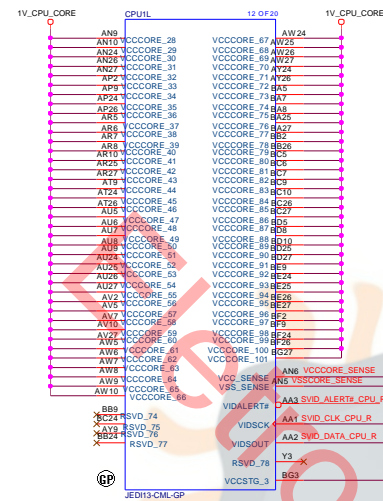 1V_CPU_CORE CPU1L 12 OF20 1V_CPU_CORE
AN9 VCCCORE_28 VCCCORE_67 AW24
AN10 VCCCORE_29 VCCCORE_68 AW25
AN24 VCCCORE_30 VCCCORE_69 AW26
AN26 VCCCORE_31 VCCCORE_70 AW27
AN27 VCCCORE_32 VCCCORE_71 AY24
AP2 VCCCORE_33 VCCCORE_72 AY26
AP9 VCCCORE_34 VCCCORE_73 BA5
AP24 VCCCORE_35 VCCCORE_74 BA7
AP26 VCCCORE_36 VCCCORE_75 BA8
AR5 VCCCORE_37 VCCCORE_76 BA25
AR6 VCCCORE_38 VCCCORE_77 BA27
AR7 VCCCORE_39 VCCCORE_78 BB2
AR8 VCCCORE_40 VCCCORE_79 BB26
AR10 VCCCORE_41 VCCCORE_80 BC5
AR25 VCCCORE_42 VCCCORE_81 BC6
AR27 VCCCORE_43 VCCCORE_82 BC7
AT9 VCCCORE_44 VCCCORE_83 BC9
AT24 VCCCORE_45 VCCCORE_84 BC10
AT26 VCCCORE_46 VCCCORE_85 BC26
AU5 VCCCORE_47 VCCCORE_86 BC27
AU6 VCCCORE_48 VCCCORE_87 BD5
AU7 VCCCORE_49 VCCCORE_88 BD8
AU8 VCCCORE_50 VCCCORE_89 BD10
AU9 VCCCORE_51 VCCCORE_90 BD25
AU24 VCCCORE_52 VCCCORE_91 BD27
AU25 VCCCORE_53 VCCCORE_92 BE9
AU26 VCCCORE_54 VCCCORE_93 BE24
AU27 VCCCORE_55 VCCCORE_94 BE25
AV2 VCCCORE_56 VCCCORE_95 BE26
AV5 VCCCORE_57 VCCCORE_96 BE27
AV7 VCCCORE_58 VCCCORE_97 BF2
AV10 VCCCORE_59 VCCCORE_98 BF9
AV27 VCCCORE_60 VCCCORE_99 BF24
AW5 VCCCORE_61 VCCCORE_100 BF26
AW6 VCCCORE_62 VCCCORE_101 BG27
AW7 VCCCORE_63
AW8 VCCCORE_64 VCC_SENSE AN6 VCCCORE_SENSE
AW9 VCCCORE_65 VSS_SENSE AN5 VSSCORE_SENSE
AW10 VCCCORE_66
VIDALERT# AA3 SVID_ALERT#_CPU_R
BB9 RSVD_74 VIDSCK AA1 SVID_CLK_CPU_R
BC24 RSVD_75
AY9 RSVD_76 VIDSOUT AA2 SVID_DATA_CPU_R
BB24 RSVD_77
RSVD_78 Y3
VCCSTG_3 BG3
GP
JEDI13-CML-GP
Eletro